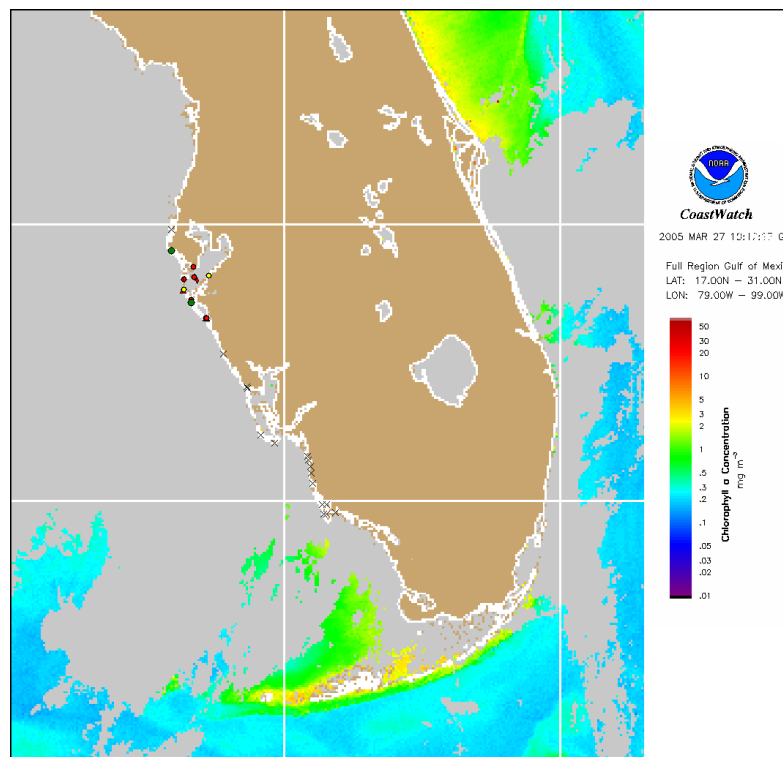 NOAA
CoastWatch
2005 MAR 27
Full Region Gulf of Mexi
LAT: 17.00N – 31.00N
LON: 79.00W – 99.00W
50
30
20
10
5
3
2
1
.5
.3
.2
.1
.05
.03
.02
.01
Chlorophyll a Concentration
mg m⁻³